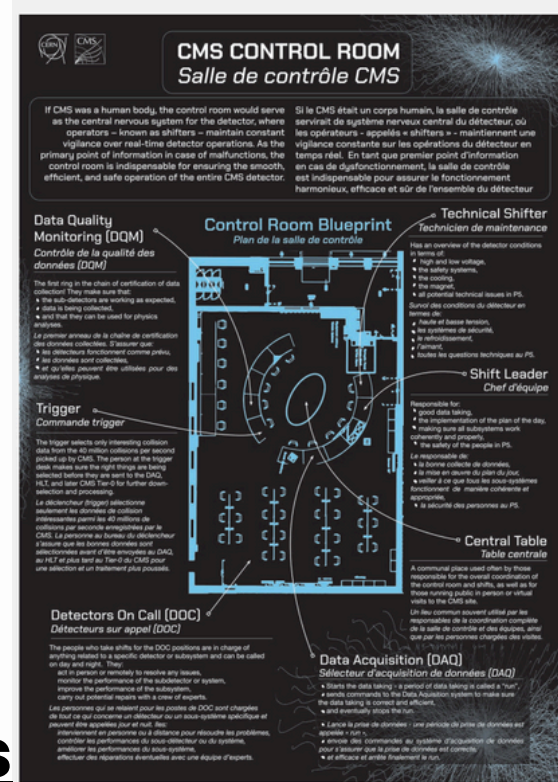 CERN
CMS
CMS CONTROL ROOM
Salle de contrôle CMS
If CMS was a human body, the control room would serve
as the central nervous system for the detector, where
operators – known as shifters – maintain constant
vigilance over real-time detector operations. As the
primary point of information in case of malfunctions, the
control room is indispensable for ensuring the smooth,
efficient, and safe operation of the entire CMS detector.
Si le CMS était un corps humain, la salle de contrôle
servirait de système nerveux central du détecteur, où
les opérateurs - appelés « shifters » - maintiennent une
vigilance constante sur les opérations du détecteur en
temps réel. En tant que premier point d'information
en cas de dysfonctionnement, la salle de contrôle
est indispensable pour assurer le fonctionnement
harmonieux, efficace et sûr de l'ensemble du détecteur
Control Room Blueprint
Plan de la salle de contrôle
Data Quality
Monitoring (DQM)
Contrôle de la qualité des
données (DQM)
The first ring in the chain of certification of data
collection! They make sure that:
the sub-detectors are working as expected,
data is being collected,
and that they can be used for physics
analyses.
Le premier anneau de la chaîne de certification
des données collectées. S'assurer que:
les détecteurs fonctionnent comme prévu,
les données sont collectées,
et qu'elles peuvent être utilisées pour des
analyses de physique.
Trigger
Commande trigger
The trigger selects only interesting collision
data from the 40 million collisions per second
picked up by CMS. The person at the trigger
desk makes sure the right things are being
selected before they are sent to the DAQ,
HLT, and later CMS Tier-0 for further down-
selection and processing.
Le déclencheur (trigger) sélectionne
seulement les données de collision
intéressantes parmi les 40 millions de
collisions par seconde enregistrées par le
CMS. La personne au bureau du déclencheur
s'assure que les bonnes données sont
sélectionnées avant d'être envoyées au DAQ,
au HLT et plus tard au Tier-0 du CMS pour
une sélection et un traitement plus poussés.
Detectors On Call (DOC)
Détecteurs sur appel (DOC)
The people who take shifts for the DOC positions are in charge of
anything related to a specific detector or subsystem and can be called
on day and night. They:
act in person or remotely to resolve any issues,
monitor the performance of the subdetector or system,
improve the performance of the subsystem,
carry out potential repairs with a crew of experts.
Les personnes qui se relaient pour les postes de DOC sont chargées
de tout ce qui concerne un détecteur ou un sous-système spécifique et
peuvent être appelées jour et nuit. Iles:
interviennent en personne ou à distance pour résoudre les problèmes,
contrôler les performances du sous-détecteur ou du système,
améliorer les performances du sous-système,
effectuer des réparations éventuelles avec une équipe d'experts.
Technical Shifter
Technicien de maintenance
Has an overview of the detector conditions
in terms of:
high and low voltage,
the safety systems,
the cooling,
the magnet,
all potential technical issues in P5.
Survol des conditions du détecteur en
termes de:
haute et basse tension,
les systèmes de sécurité,
le refroidissement,
l'aimant,
toutes les questions techniques au P5.
Shift Leader
Chef d'équipe
Responsible for:
good data taking,
the implementation of the plan of the day,
making sure all subsystems work
coherently and properly,
the safety of the people in P5.
Le responsable de:
la bonne collecte de données,
la mise en œuvre du plan du jour,
veiller à ce que tous les sous-systèmes
fonctionnent de manière cohérente et
appropriée,
la sécurité des personnes au P5.
Central Table
Table centrale
A communal place used often by those
responsible for the overall coordination of
the control room and shifts, as well as for
those running public in person or virtual
visits to the CMS site.
Un lieu commun souvent utilisé par les
responsables de la coordination complète
de la salle de contrôle et des équipes, ainsi
que par les personnes chargées des visites.
Data Acquisition (DAQ)
Sélecteur d'acquisition de données (DAQ)
Starts the data taking - a period of data taking is called a "run"
sends commands to the Data Aquisition system to make sure
the data taking is correct and efficient,
and eventually stops the run.
Lance la prise de données - une période de prise de données est
appelée « run »,
envoie des commandes au système d'acquisition de données
pour s'assurer que la prise de données est correcte,
et efficace et arrête finalement le run.
s